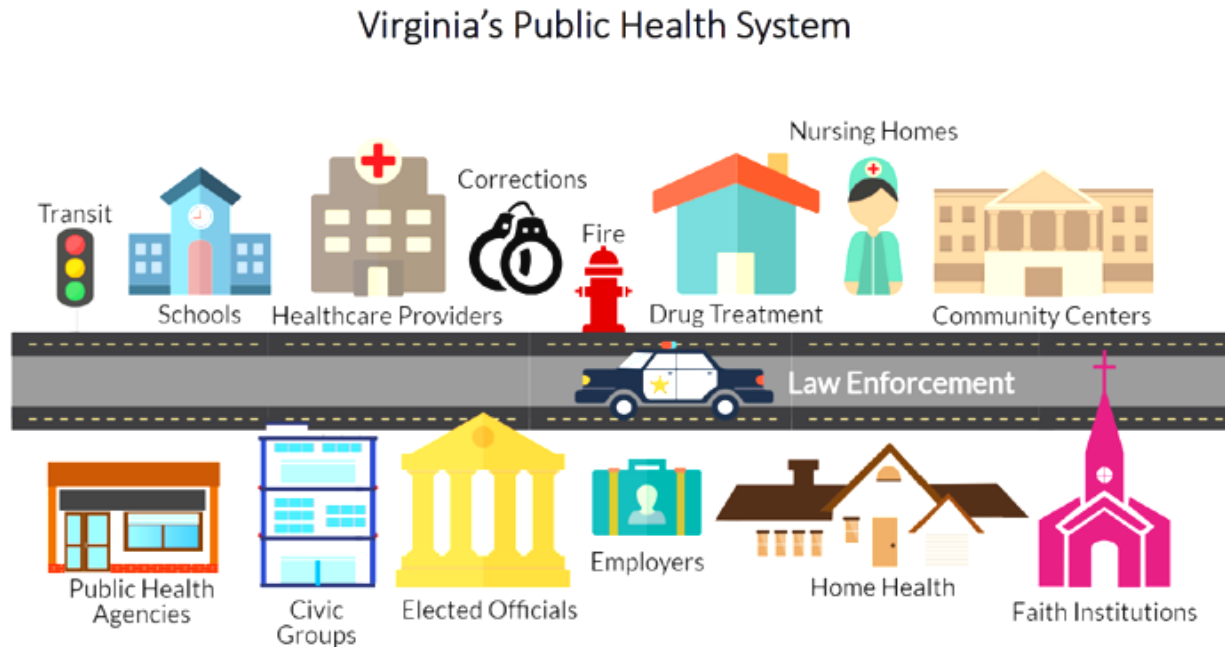 Virginia's Public Health System
Nursing Homes
Corrections
Transit
Fire
Schools
Healthcare Providers
Drug Treatment
Community Centers
Law Enforcement
Public Health
Agencies
Civic
Groups
Elected Officials
Employers
Home Health
Faith Institutions